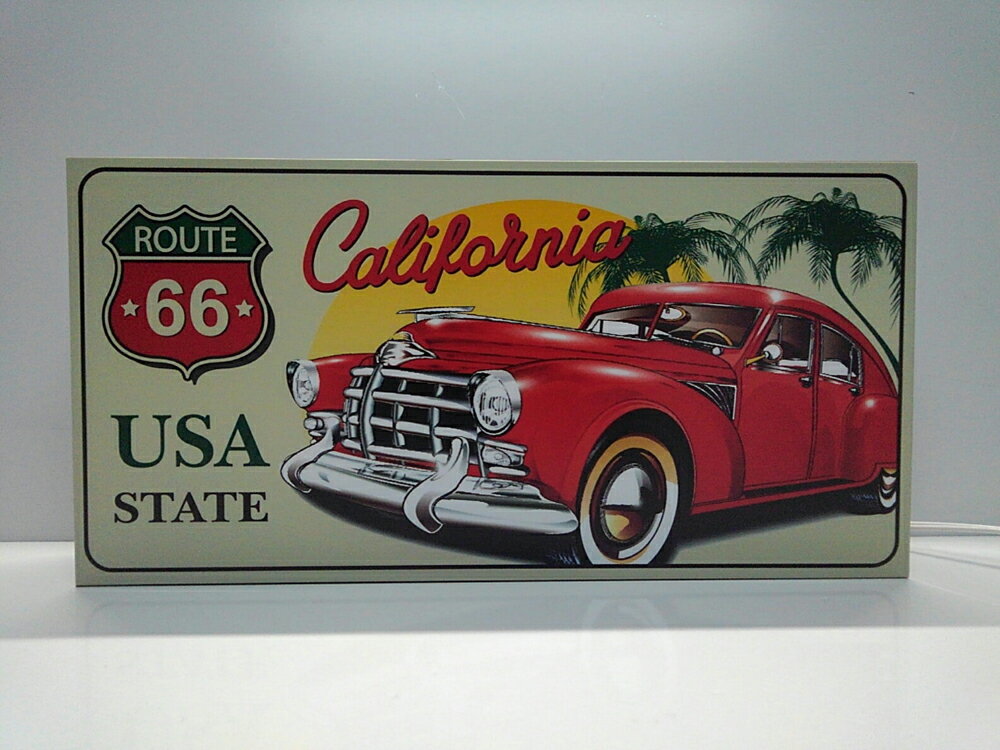 ROUTE
66
California
USA
STATE